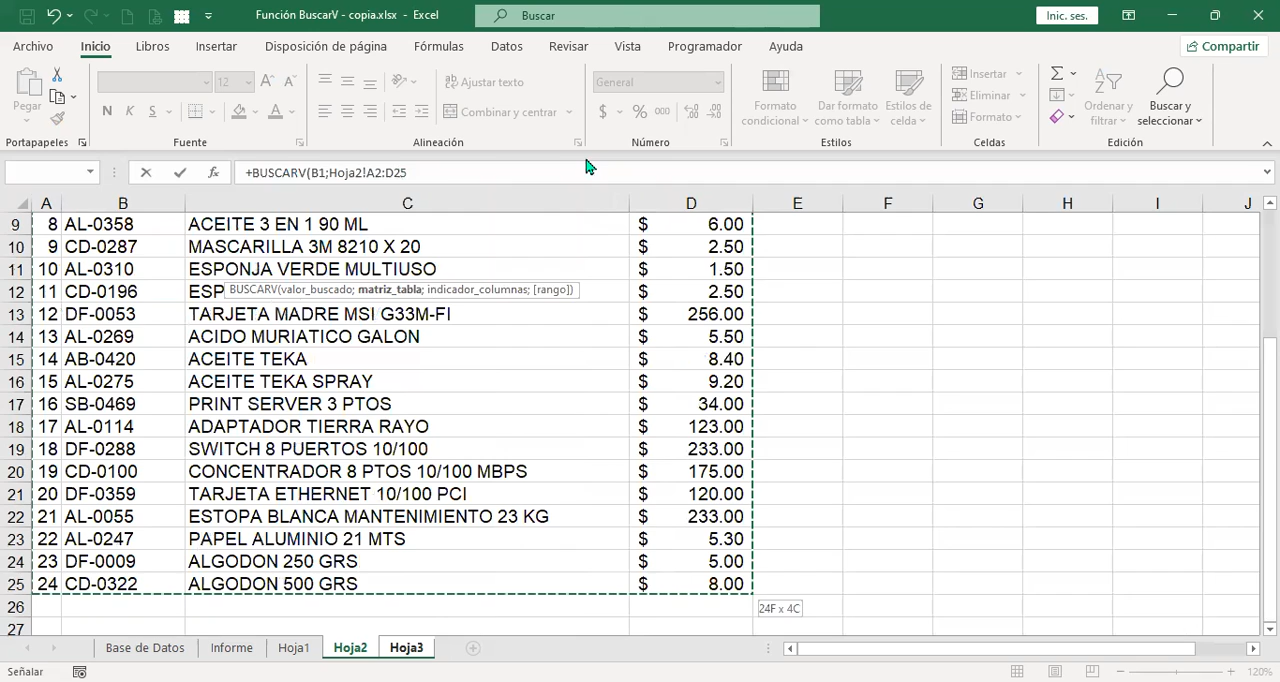 Función BuscarV - copia.xlsx - Excel
Buscar
Inic. ses.
Archivo Inicio Libros Insertar Disposición de página Fórmulas Datos Revisar Vista Programador Ayuda
Compartir
Pegar
12
N K S
Ajustar texto
Combinar y centrar
General
$ % 000
Formato condicional
Dar formato como tabla
Estilos de celda
Insertar
Eliminar
Formato
Ordenar y filtrar
Buscar y seleccionar
Portapapeles Fuente Alineación Número Estilos Celdas Edición
+BUSCARV(B1;Hoja2!A2:D25
A B C D E F G H I J
9 8 AL-0358 ACEITE 3 EN 1 90 ML $ 6.00
10 9 CD-0287 MASCARILLA 3M 8210 X 20 $ 2.50
11 10 AL-0310 ESPONJA VERDE MULTIUSO $ 1.50
12 11 CD-0196 ESP $ 2.50
BUSCARV(valor_buscado; matriz_tabla; indicador_columnas; [rango])
13 12 DF-0053 TARJETA MADRE MSI G33M-FI $ 256.00
14 13 AL-0269 ACIDO MURIATICO GALON $ 5.50
15 14 AB-0420 ACEITE TEKA $ 8.40
16 15 AL-0275 ACEITE TEKA SPRAY $ 9.20
17 16 SB-0469 PRINT SERVER 3 PTOS $ 34.00
18 17 AL-0114 ADAPTADOR TIERRA RAYO $ 123.00
19 18 DF-0288 SWITCH 8 PUERTOS 10/100 $ 233.00
20 19 CD-0100 CONCENTRADOR 8 PTOS 10/100 MBPS $ 175.00
21 20 DF-0359 TARJETA ETHERNET 10/100 PCI $ 120.00
22 21 AL-0055 ESTOPA BLANCA MANTENIMIENTO 23 KG $ 233.00
23 22 AL-0247 PAPEL ALUMINIO 21 MTS $ 5.30
24 23 DF-0009 ALGODON 250 GRS $ 5.00
25 24 CD-0322 ALGODON 500 GRS $ 8.00
26
24F x 4C
27
Base de Datos Informe Hoja1 Hoja2 Hoja3
Señalar
120%